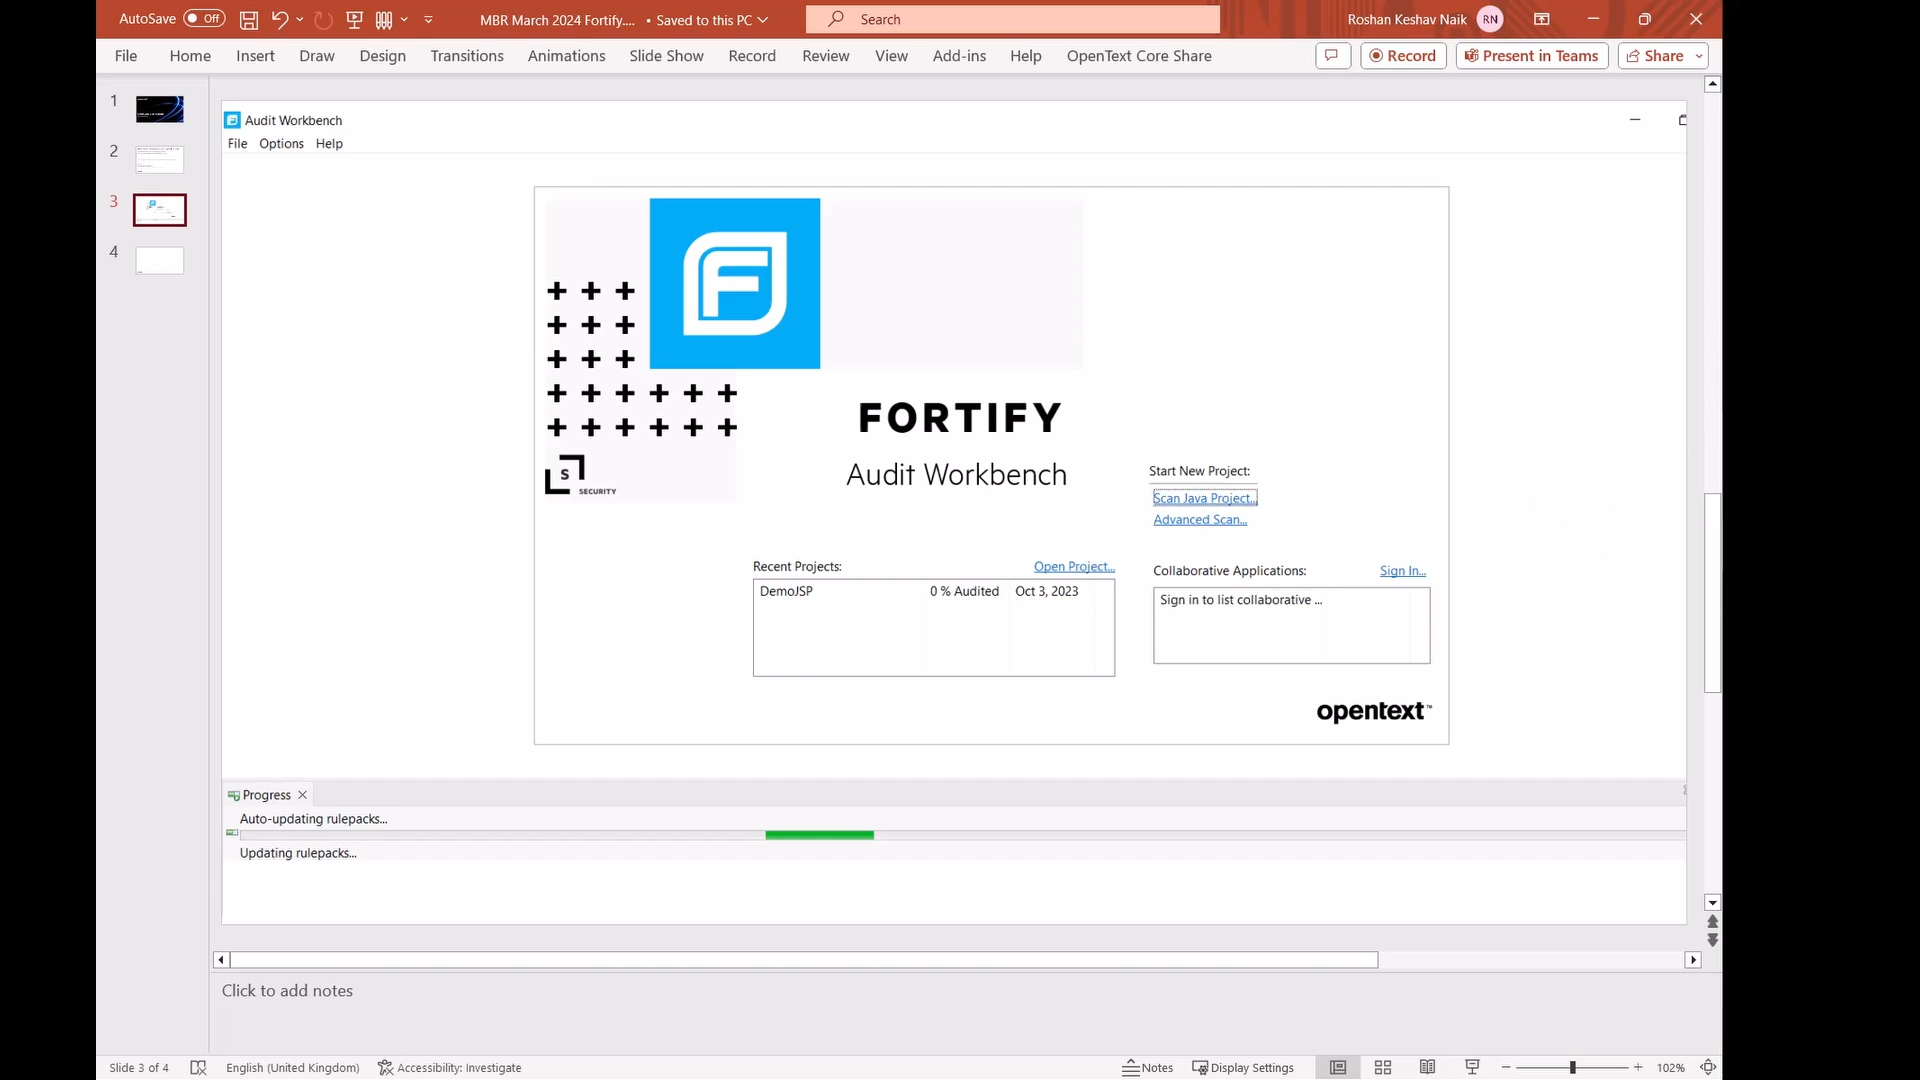 AutoSave Off MBR March 2024 Fortify.... • Saved to this PC Search Roshan Keshav Naik RN
File Home Insert Draw Design Transitions Animations Slide Show Record Review View Add-ins Help OpenText Core Share Record Present in Teams Share
1
2
3
4
Audit Workbench
File Options Help
F
FORTIFY
Audit Workbench
S SECURITY
Start New Project:
Scan Java Project...
Advanced Scan...
Recent Projects: Open Project...
DemoJSP 0 % Audited Oct 3, 2023
Collaborative Applications: Sign In...
Sign in to list collaborative ...
opentext™
Progress
Auto-updating rulepacks...
Updating rulepacks...
Click to add notes
Slide 3 of 4 English (United Kingdom) Accessibility: Investigate Notes Display Settings 102%